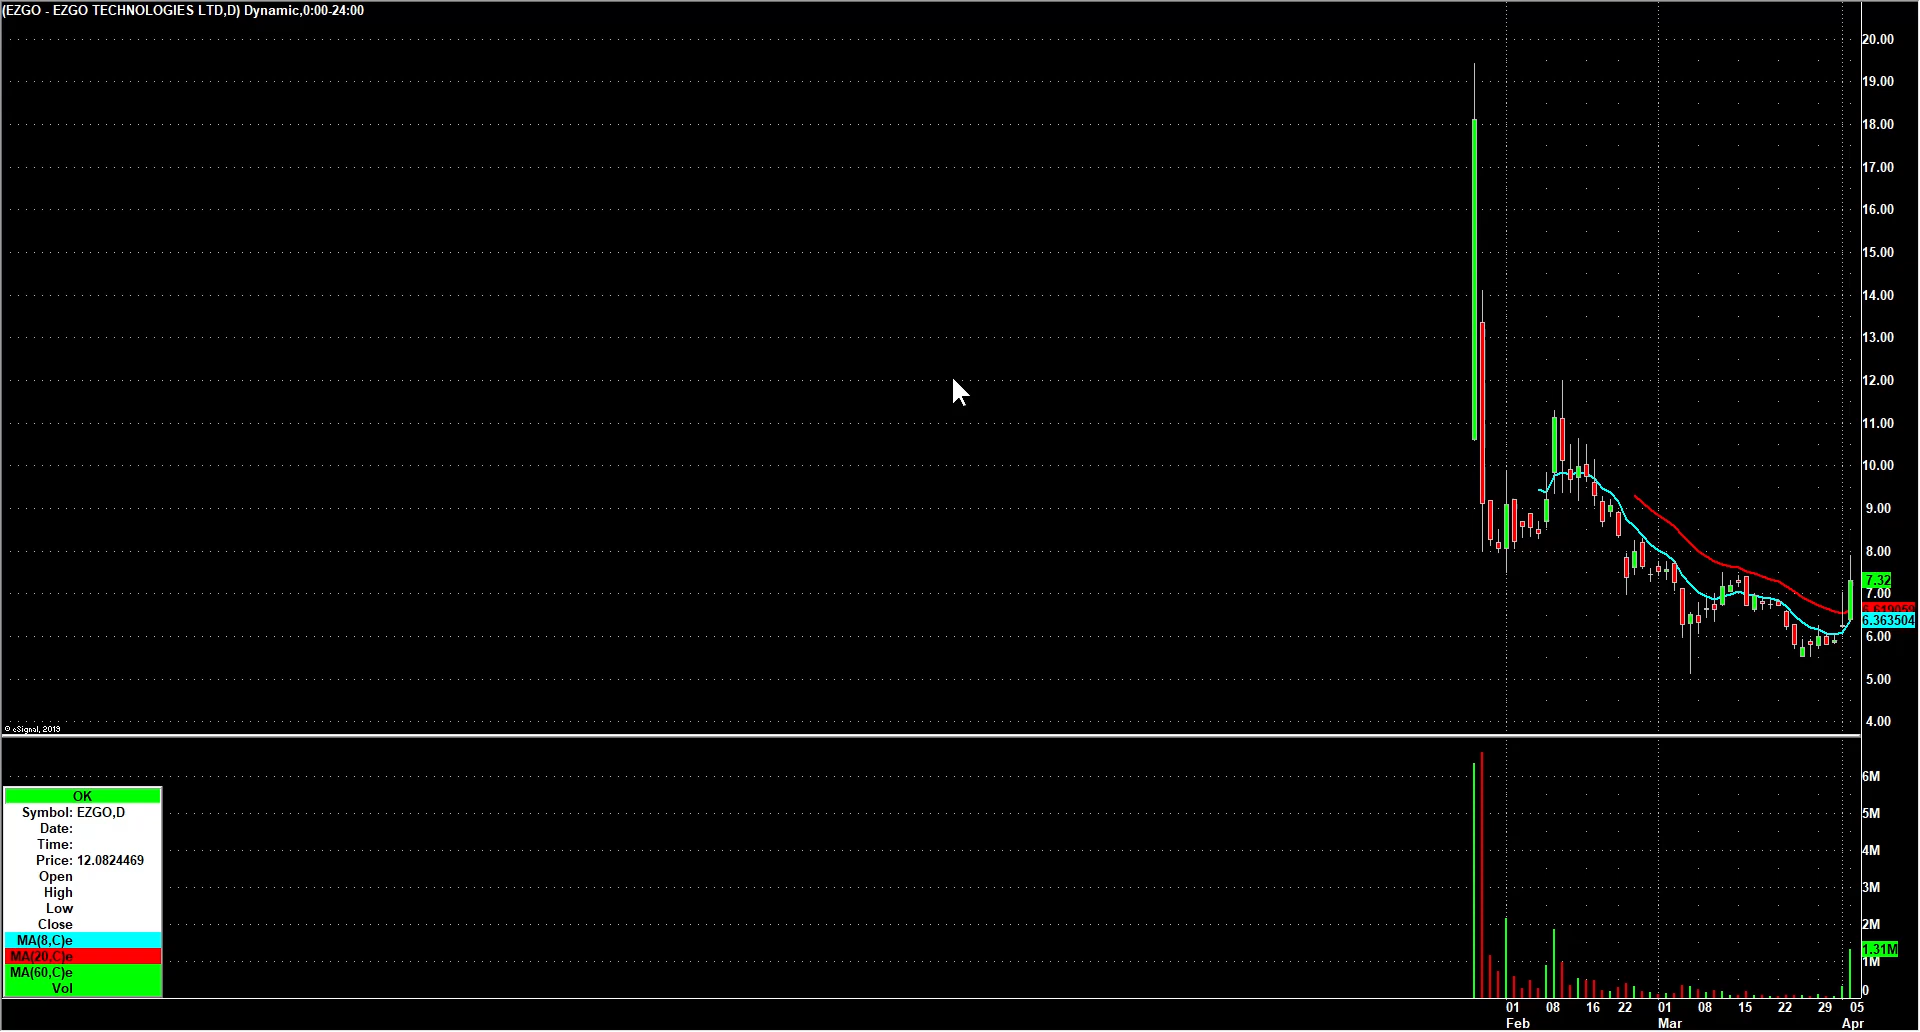 (EZGO - EZGO TECHNOLOGIES LTD,D) Dynamic,0:00-24:00
20.00
19.00
18.00
17.00
16.00
15.00
14.00
13.00
12.00
11.00
10.00
9.00
8.00
7.32
7.00
6.363504
6.00
5.00
4.00
© eSignal, 2019
6M
5M
4M
3M
2M
1.31M
1M
0
OK
Symbol: EZGO,D
Date:
Time:
Price: 12.0824469
Open
High
Low
Close
MA(8,C)e
MA(20,C)e
MA(60,C)e
Vol
01 08 16 22 01 08 15 22 29 05
Feb Mar Apr